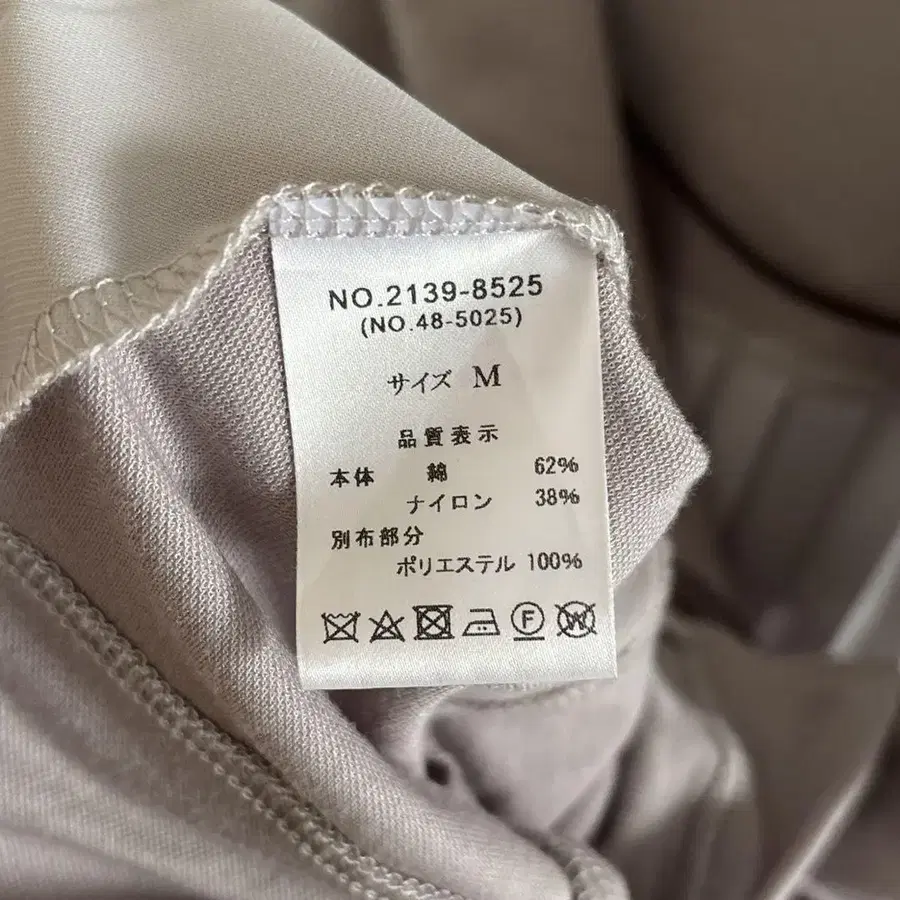 NO.2139-8525
(NO.48-5025)
サイズ M
品質表示
本体 綿 62%
ナイロン 38%
別布部分
ポリエステル 100%
F W